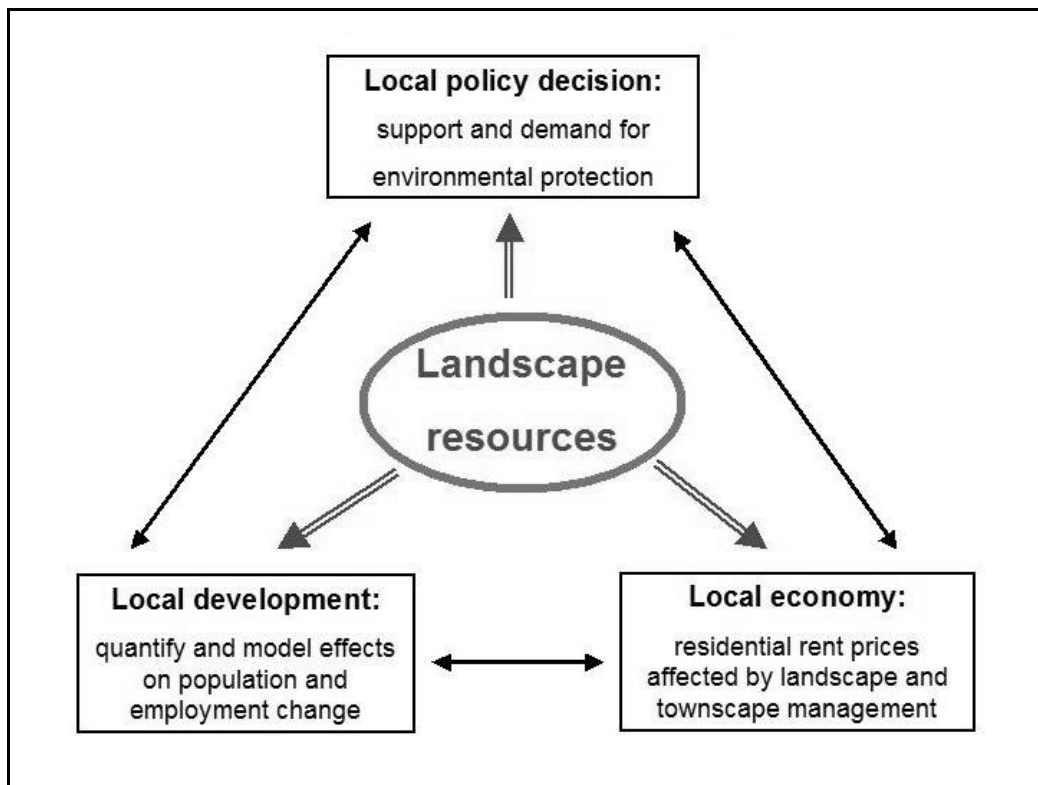 Local policy decision:
support and demand for
environmental protection
Landscape
resources
Local development:
quantify and model effects
on population and
employment change
Local economy:
residential rent prices
affected by landscape and
townscape management